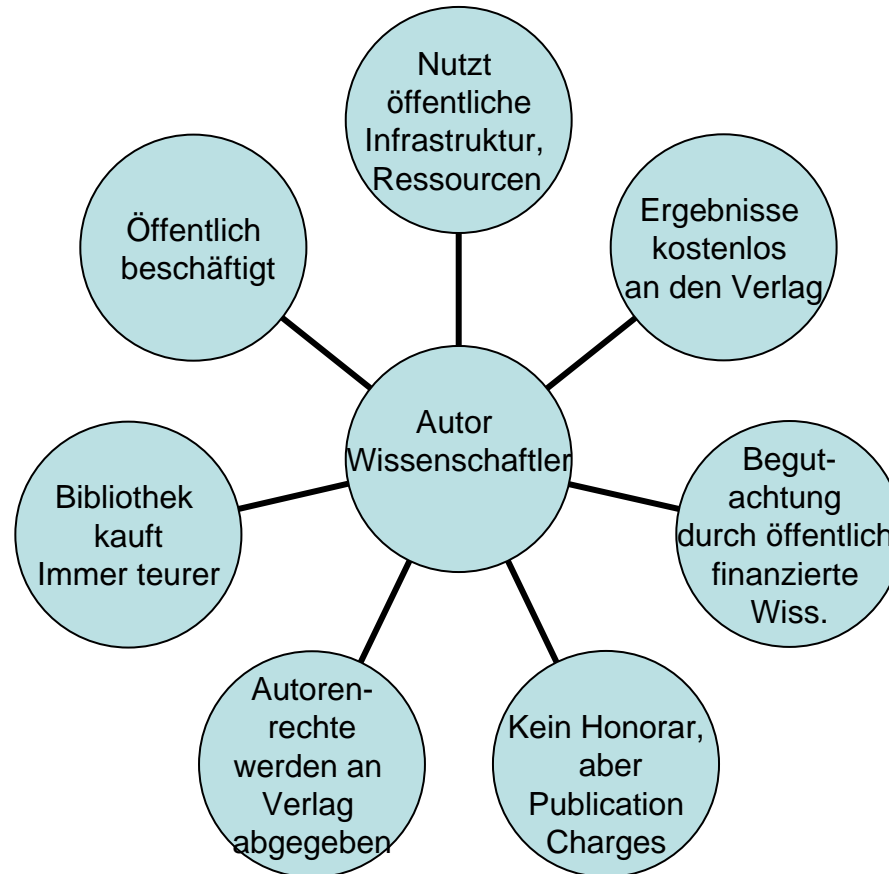 Nutzt
öffentliche
Infrastruktur,
Ressourcen
Öffentlich
beschäftigt
Ergebnisse
kostenlos
an den Verlag
Autor
Wissenschaftler
Bibliothek
kauft
Immer teurer
Begut-
achtung
durch öffentlich
finanzierte
Wiss.
Autoren-
rechte
werden an
Verlag
abgegeben
Kein Honorar,
aber
Publication
Charges